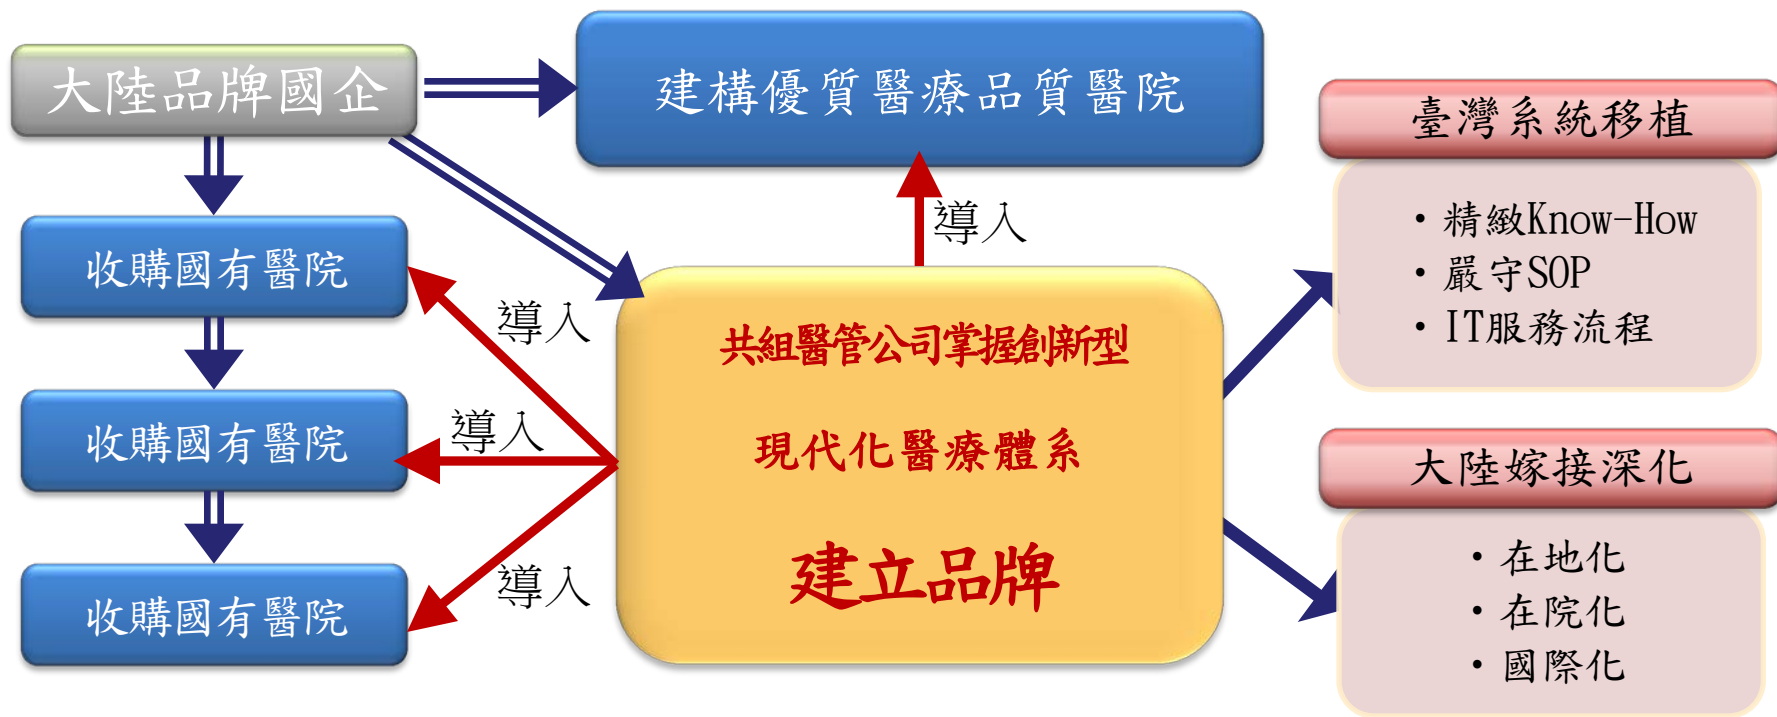 大陸品牌國企
建構優質醫療品質醫院
臺灣系統移植
・精緻Know-How
・嚴守SOP
・IT服務流程
導入
收購國有醫院
導入
共組醫管公司掌握創新型
現代化醫療體系
建立品牌
收購國有醫院
導入
大陸嫁接深化
・在地化
・在院化
・國際化
收購國有醫院
導入